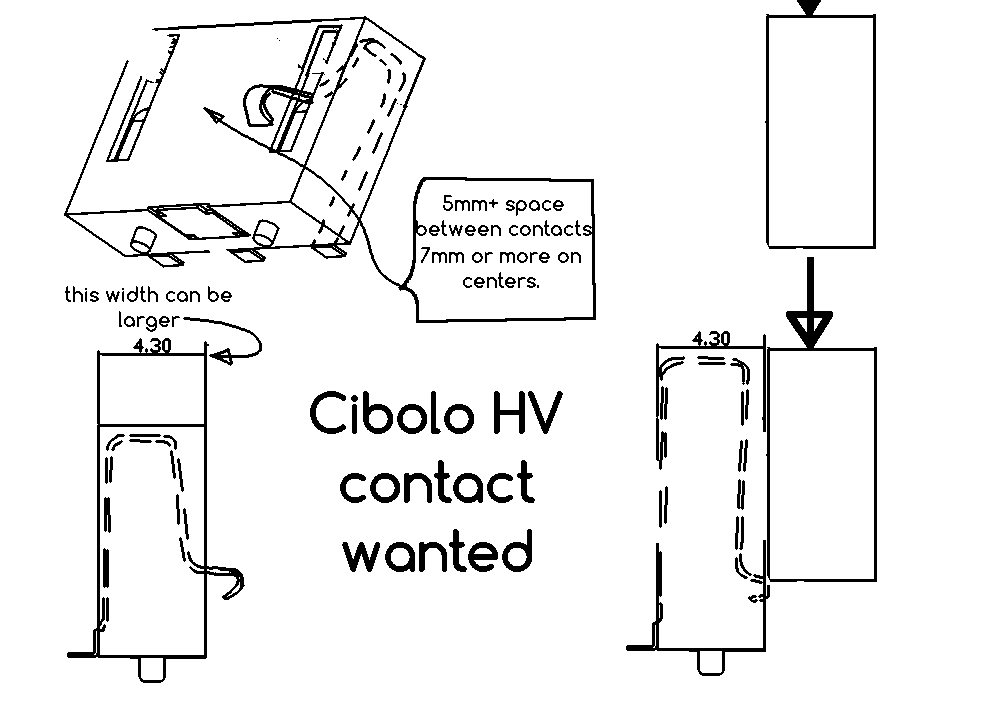 5mm+ space
between contacts
7mm or more on
centers.
this width can be
larger
4.30
4.30
Cibolo HV
contact
wanted